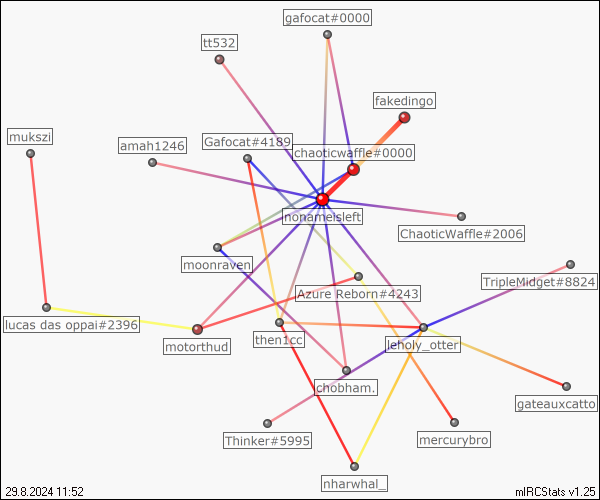 gafocat#0000
tt532
fakedingo
mukszi
amah1246
Gafocat#4189
chaoticwaffle#0000
nonameisleft
ChaoticWaffle#2006
moonraven
TripleMidget#8824
Azure Reborn#4243
lucas das oppai#2396
motorthud
then1cc
leholy_otter
chobham.
gateauxcatto
Thinker#5995
mercurybro
nharwhal_
29.8.2024 11:52
mIRCStats v1.25